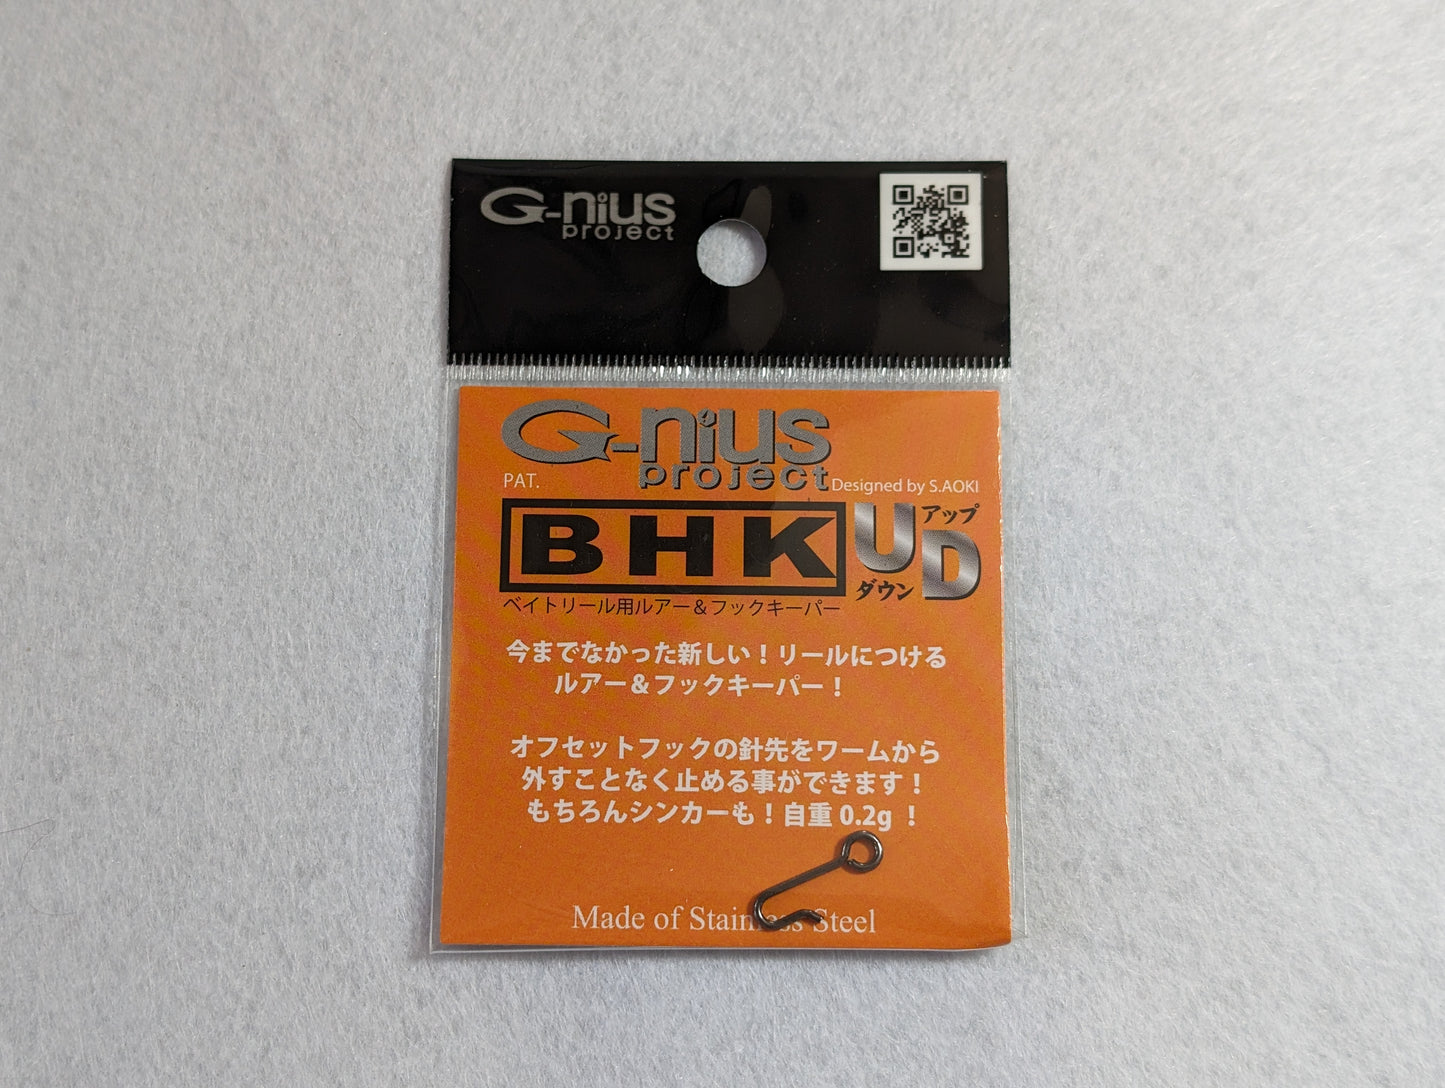 G-nius
project
G-nius
project
PAT.
Designed by S.AOKI
BHK UD
アップ
ダウン
ベイトリール用ルアー＆フックキーパー
今までなかった新しい！リールにつける
ルアー＆フックキーパー！
オフセットフックの針先をワームから
外すことなく止める事ができます！
もちろんシンカーも！自重 0.2g ！
Made of Stainless Steel